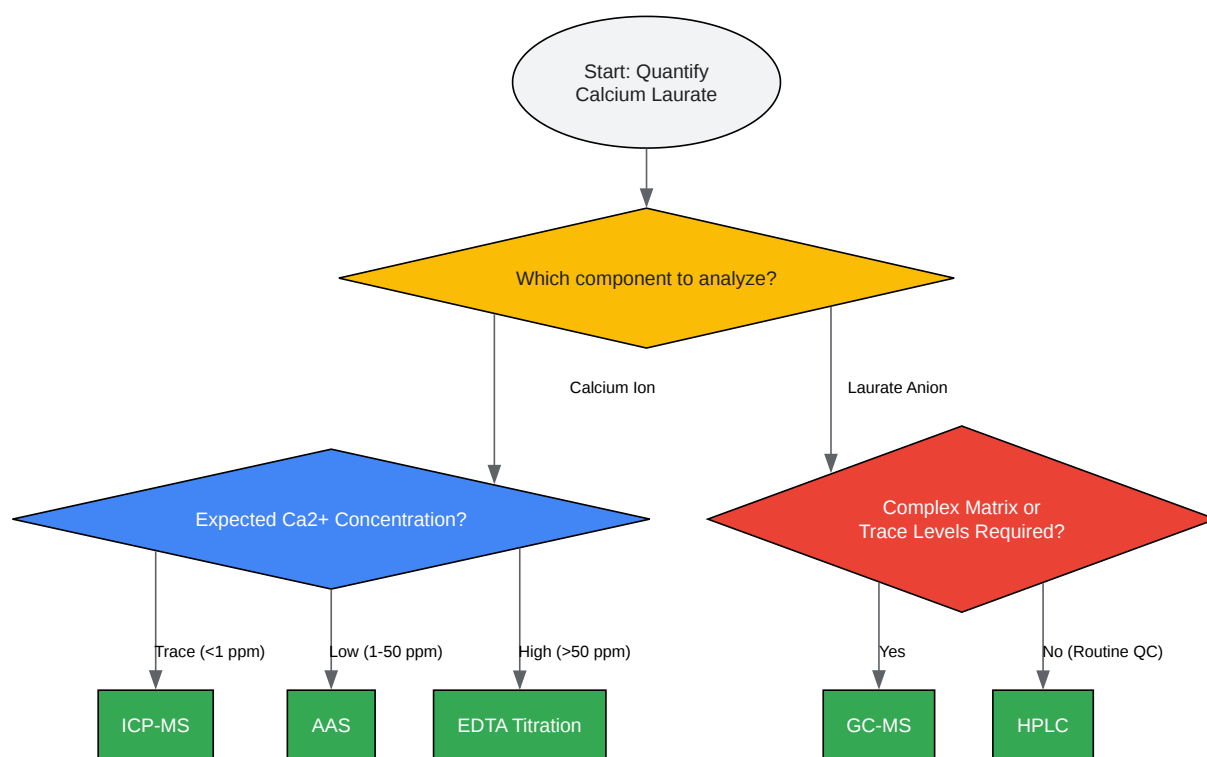 Start: Quantify
Calcium Laurate
Which component to analyze?
Calcium Ion
Laurate Anion
Expected Ca2+ Concentration?
Complex Matrix or
Trace Levels Required?
Trace (<1 ppm)
Low (1-50 ppm)
High (>50 ppm)
Yes
No (Routine QC)
ICP-MS
AAS
EDTA Titration
GC-MS
HPLC